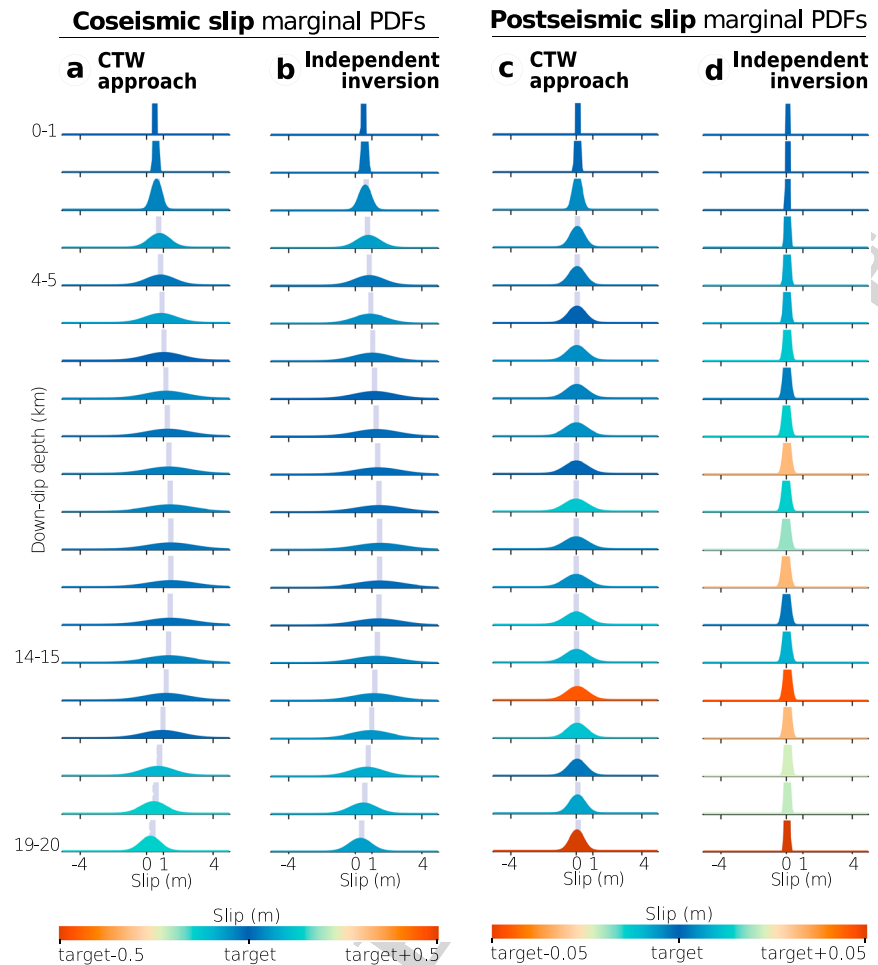 Coseismic slip marginal PDFs
Postseismic slip marginal PDFs
a CTW approach
b Independent inversion
c CTW approach
d Independent inversion
Down-dip depth (km)
0-1
4-5
14-15
19-20
-4 0 1 4
Slip (m)
-4 0 1 4
Slip (m)
-4 0 1 4
Slip (m)
-4 0 1 4
Slip (m)
Slip (m)
target-0.5 target target+0.5
Slip (m)
target-0.05 target target+0.05